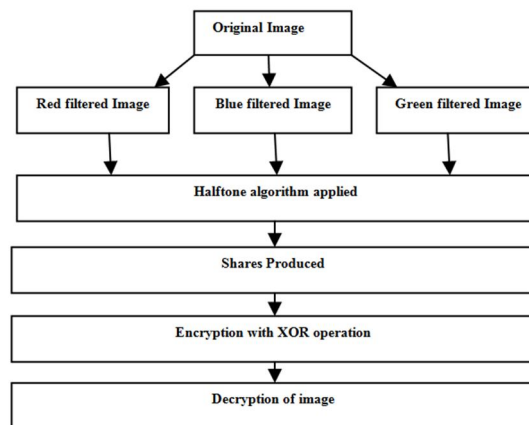 Original Image
Red filtered Image
Blue filtered Image
Green filtered Image
Halftone algorithm applied
Shares Produced
Encryption with XOR operation
Decryption of image